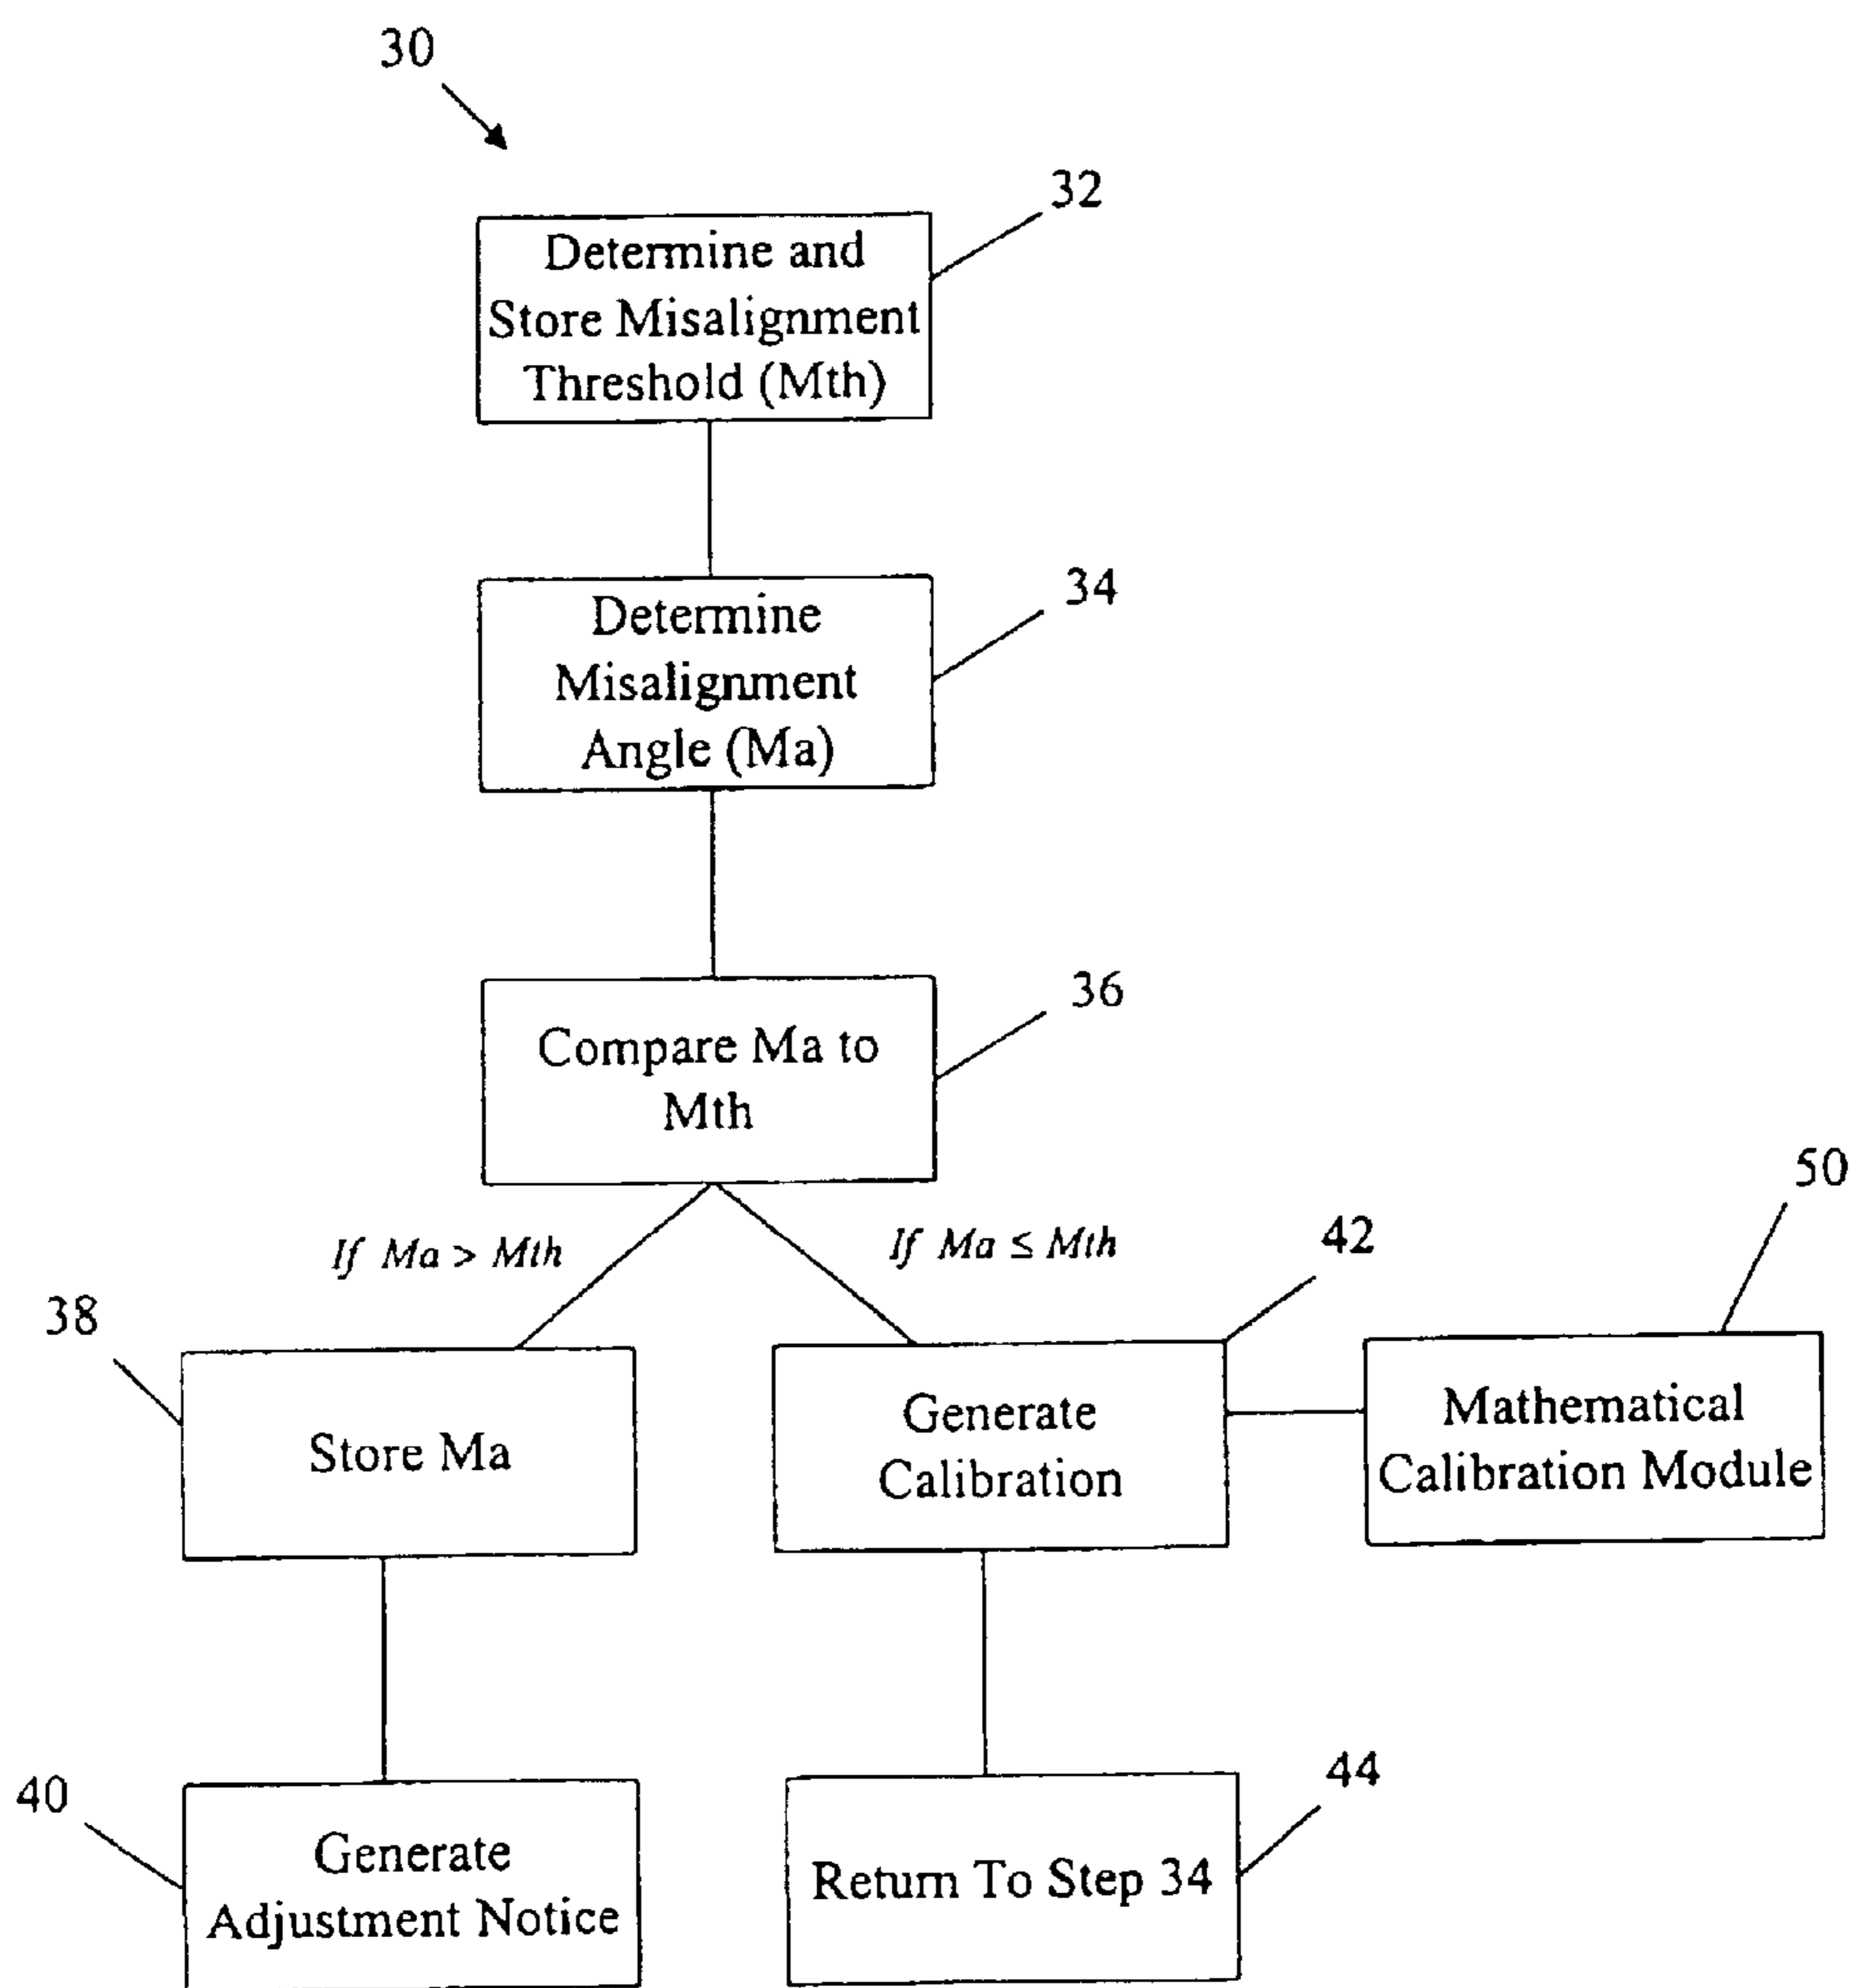 30
32
Determine and
Store Misalignment
Threshold (Mth)
34
Determine
Misalignment
Angle (Ma)
36
Compare Ma to
Mth
If Ma > Mth
If Ma ≤ Mth
38
Store Ma
42
Generate
Calibration
50
Mathematical
Calibration Module
40
Generate
Adjustment Notice
44
Return To Step 34